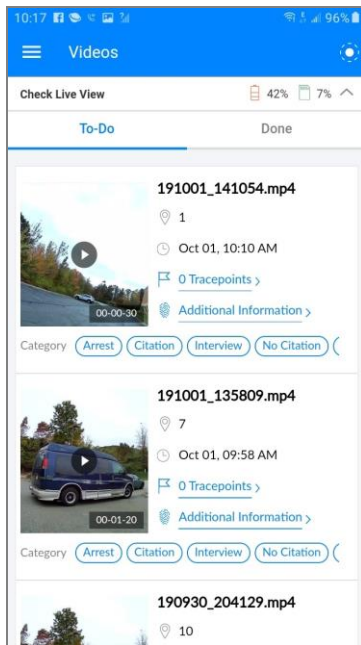 10:17 96%
Videos
Check Live View 42% 7%
To-Do Done
191001_141054.mp4
1
Oct 01, 10:10 AM
0 Tracepoints >
00-00-30
Additional Information >
Category Arrest Citation Interview No Citation
191001_135809.mp4
7
Oct 01, 09:58 AM
0 Tracepoints >
00-01-20
Additional Information >
Category Arrest Citation Interview No Citation
190930_204129.mp4
10